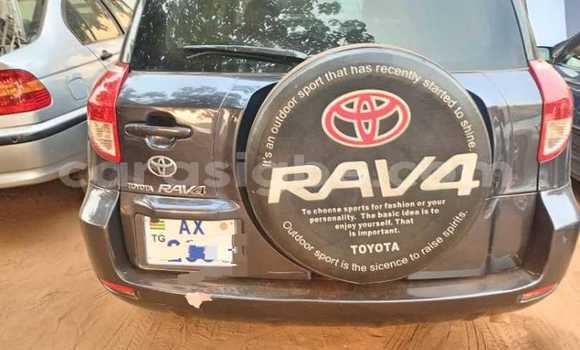 It's an outdoor sport that has recently started to shine.
RAV4
To choose sports for fashion or your
personality. The basic idea is to
enjoy yourself. That
is important.
TOYOTA
Outdoor sport is the sicence to raise spirits.
TOYOTA RAV4
AX
TG